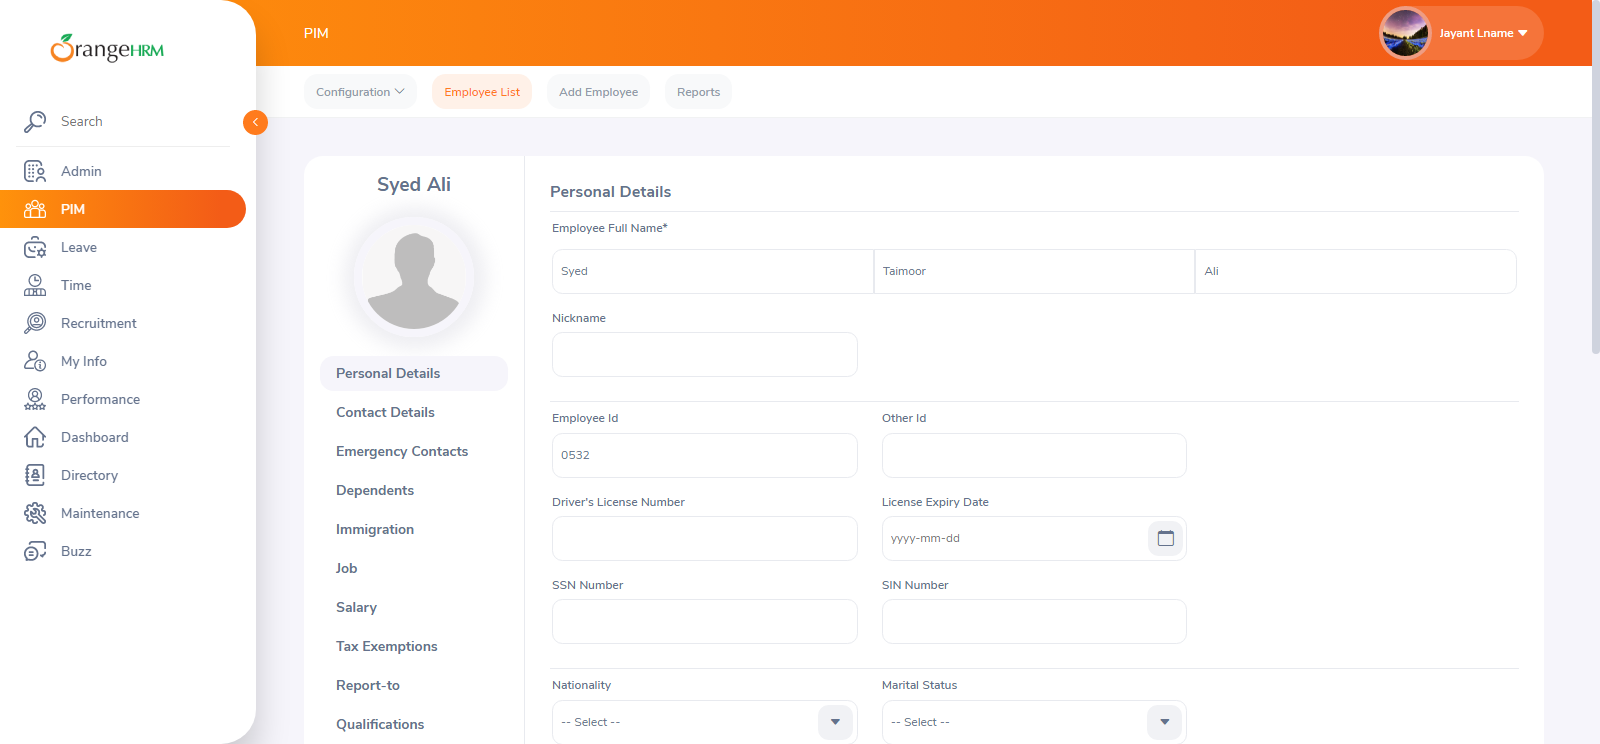 OrangeHRM
PIM
Jayant Lname
Configuration
Employee List
Add Employee
Reports
Search
Admin
PIM
Leave
Time
Recruitment
My Info
Performance
Dashboard
Directory
Maintenance
Buzz
Syed Ali
Personal Details
Contact Details
Emergency Contacts
Dependents
Immigration
Job
Salary
Tax Exemptions
Report-to
Qualifications
Personal Details
Employee Full Name*
Syed
Taimoor
Ali
Nickname
Employee Id
Other Id
0532
Driver's License Number
License Expiry Date
yyyy-mm-dd
SSN Number
SIN Number
Nationality
Marital Status
-- Select --
-- Select --